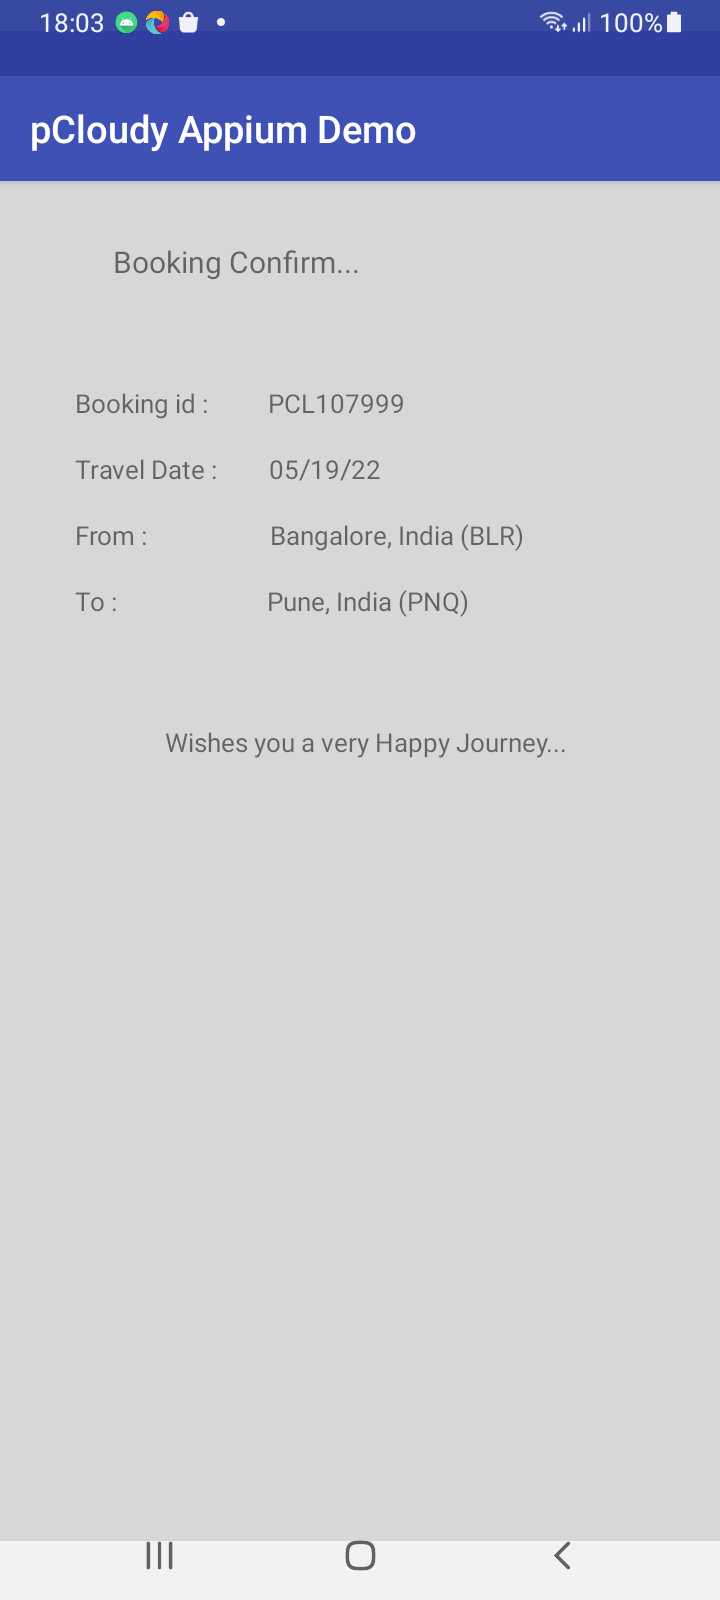 18:03 100%
pCloudy Appium Demo
Booking Confirm...
Booking id : PCL107999
Travel Date : 05/19/22
From : Bangalore, India (BLR)
To : Pune, India (PNQ)
Wishes you a very Happy Journey...